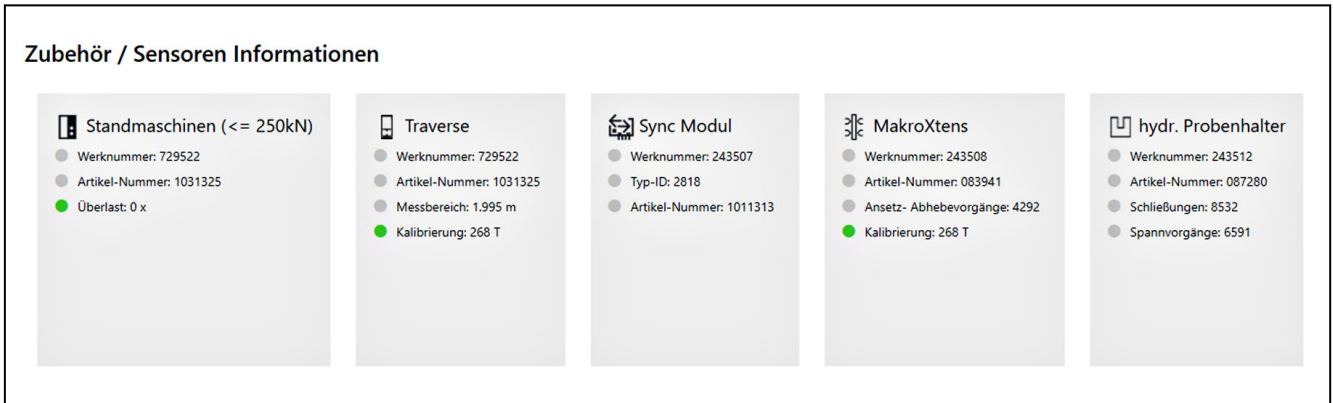 Zubehör / Sensoren Informationen
Standmaschinen (<= 250kN)
Werknummer: 729522
Artikel-Nummer: 1031325
Überlast: 0 x
Traverse
Werknummer: 729522
Artikel-Nummer: 1031325
Messbereich: 1.995 m
Kalibrierung: 268 T
Sync Modul
Werknummer: 243507
Typ-ID: 2818
Artikel-Nummer: 1011313
MakroXtens
Werknummer: 243508
Artikel-Nummer: 083941
Ansetz- Abhebevorgänge: 4292
Kalibrierung: 268 T
hydr. Probenhalter
Werknummer: 243512
Artikel-Nummer: 087280
Schließungen: 8532
Spannvorgänge: 6591